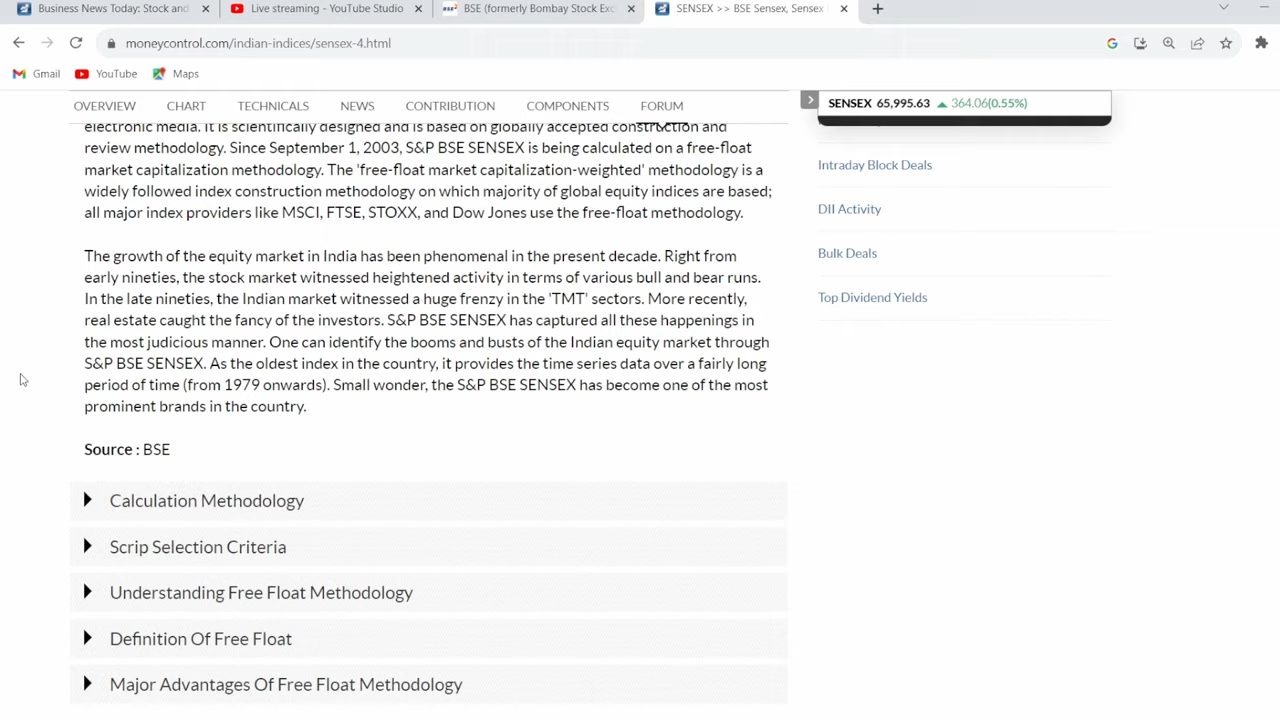 Business News Today: Stock and
Live streaming - YouTube Studio
BSE (formerly Bombay Stock Exc
SENSEX >> BSE Sensex, Sensex
moneycontrol.com/indian-indices/sensex-4.html
Gmail
YouTube
Maps
OVERVIEW
CHART
TECHNICALS
NEWS
CONTRIBUTION
COMPONENTS
FORUM
SENSEX 65,995.63 ▲ 364.06(0.55%)
electronic media. It is scientifically designed and is based on globally accepted construction and
review methodology. Since September 1, 2003, S&P BSE SENSEX is being calculated on a free-float
market capitalization methodology. The 'free-float market capitalization-weighted' methodology is a
widely followed index construction methodology on which majority of global equity indices are based;
all major index providers like MSCI, FTSE, STOXX, and Dow Jones use the free-float methodology.
The growth of the equity market in India has been phenomenal in the present decade. Right from
early nineties, the stock market witnessed heightened activity in terms of various bull and bear runs.
In the late nineties, the Indian market witnessed a huge frenzy in the 'TMT' sectors. More recently,
real estate caught the fancy of the investors. S&P BSE SENSEX has captured all these happenings in
the most judicious manner. One can identify the booms and busts of the Indian equity market through
S&P BSE SENSEX. As the oldest index in the country, it provides the time series data over a fairly long
period of time (from 1979 onwards). Small wonder, the S&P BSE SENSEX has become one of the most
prominent brands in the country.
Source : BSE
Calculation Methodology
Scrip Selection Criteria
Understanding Free Float Methodology
Definition Of Free Float
Major Advantages Of Free Float Methodology
Intraday Block Deals
DII Activity
Bulk Deals
Top Dividend Yields